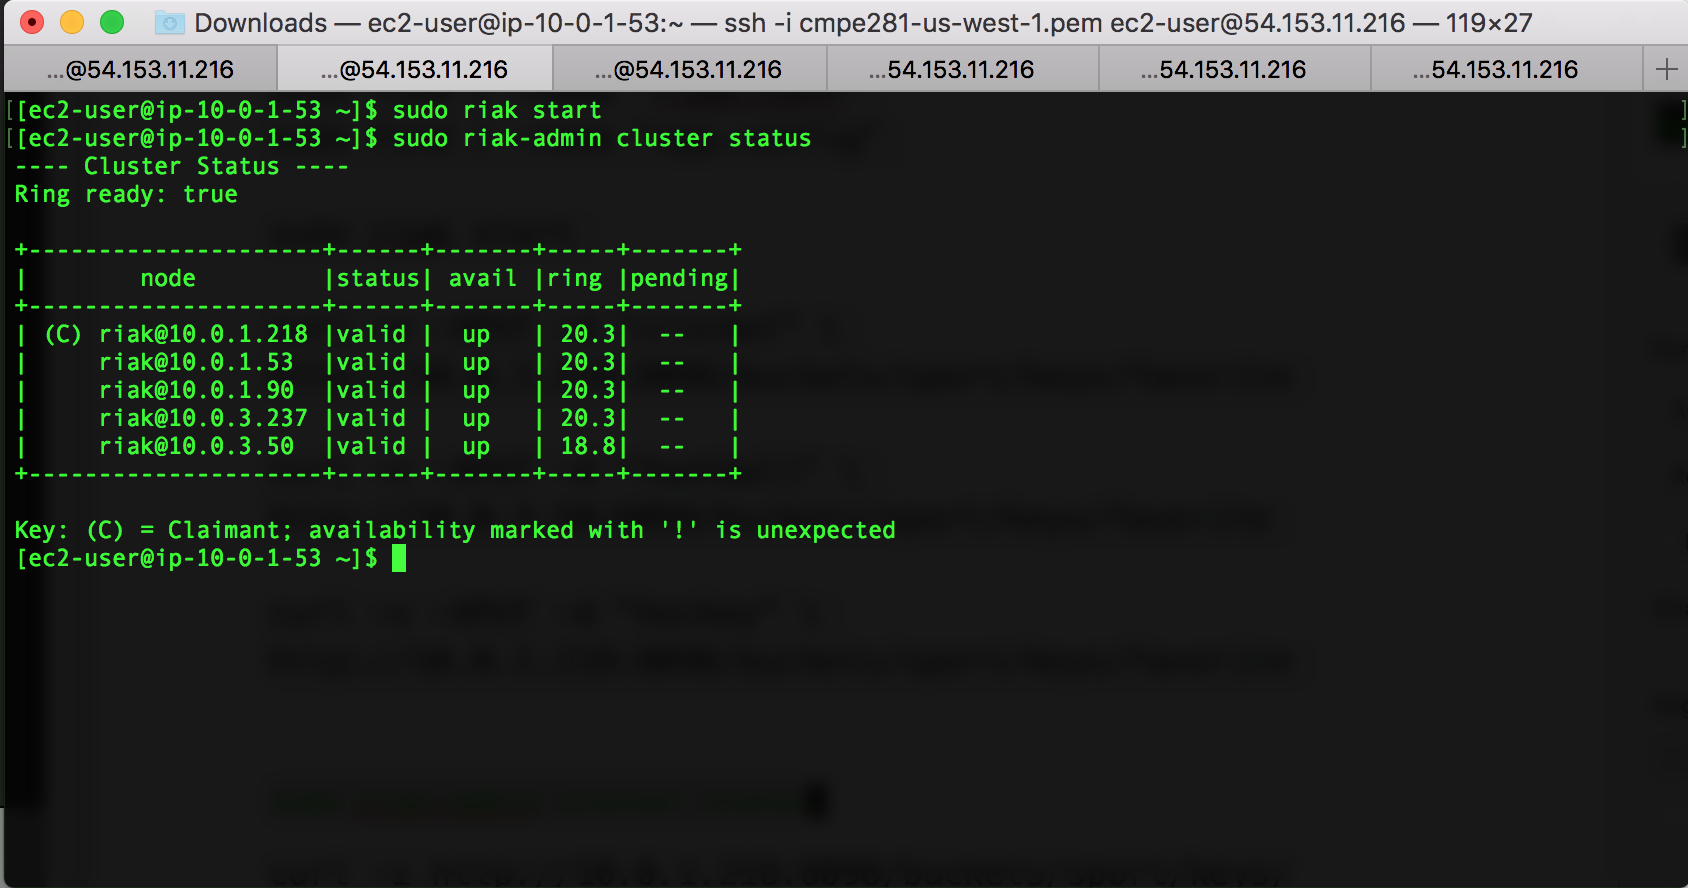 Downloads — ec2-user@ip-10-0-1-53:~ — ssh -i cmpe281-us-west-1.pem ec2-user@54.153.11.216 — 119×27
...@54.153.11.216 ...@54.153.11.216 ...@54.153.11.216 ...54.153.11.216 ...54.153.11.216 ...54.153.11.216 +
[[ec2-user@ip-10-0-1-53 ~]$ sudo riak start ]
[[ec2-user@ip-10-0-1-53 ~]$ sudo riak-admin cluster status ]
---- Cluster Status ----
Ring ready: true
+----------------------+------+-------+-----+-------+
|         node         |status| avail |ring |pending|
+----------------------+------+-------+-----+-------+
| (C) riak@10.0.1.218 |valid |  up   | 20.3|  --   |
|     riak@10.0.1.53  |valid |  up   | 20.3|  --   |
|     riak@10.0.1.90  |valid |  up   | 20.3|  --   |
|     riak@10.0.3.237 |valid |  up   | 20.3|  --   |
|     riak@10.0.3.50  |valid |  up   | 18.8|  --   |
+----------------------+------+-------+-----+-------+
Key: (C) = Claimant; availability marked with '!' is unexpected
[ec2-user@ip-10-0-1-53 ~]$